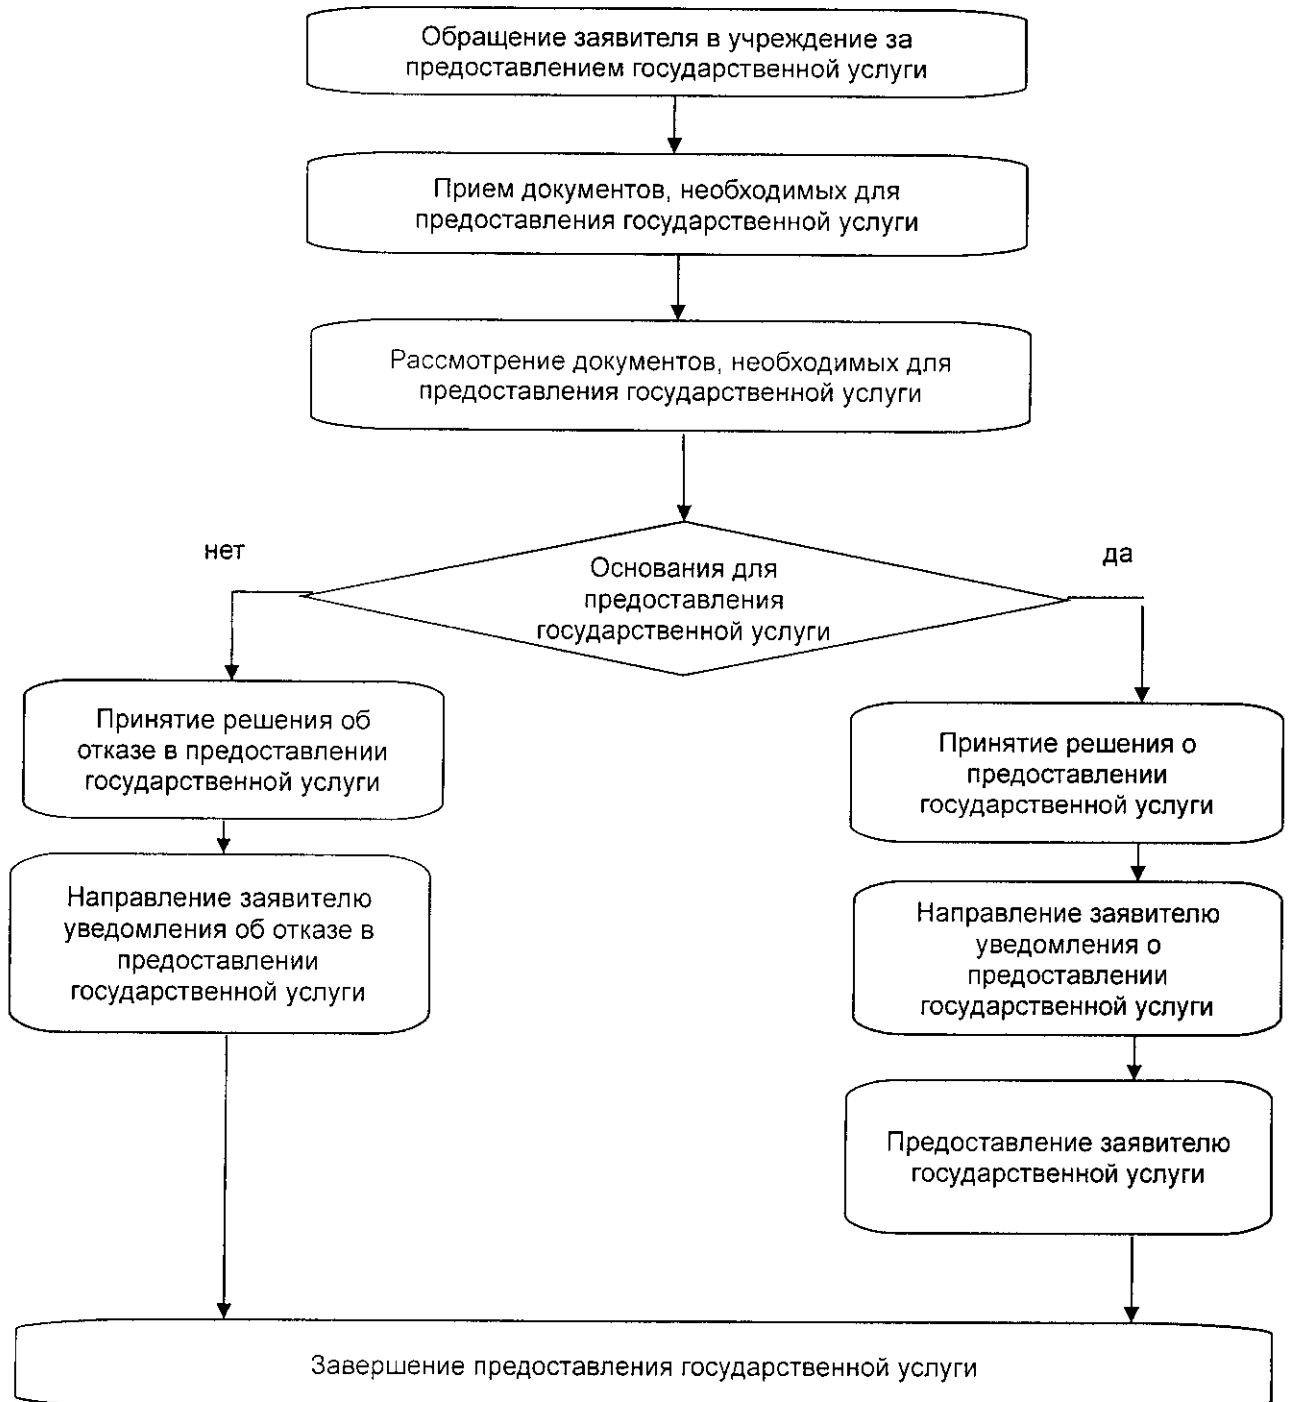 Обращение заявителя в учреждение за
предоставлением государственной услуги
Прием документов, необходимых для
предоставления государственной услуги
Рассмотрение документов, необходимых для
предоставления государственной услуги
нет
да
Основания для
предоставления
государственной услуги
Принятие решения об
отказе в предоставлении
государственной услуги
Принятие решения о
предоставлении
государственной услуги
Направление заявителю
уведомления об отказе в
предоставлении
государственной услуги
Направление заявителю
уведомления о
предоставлении
государственной услуги
Предоставление заявителю
государственной услуги
Завершение предоставления государственной услуги